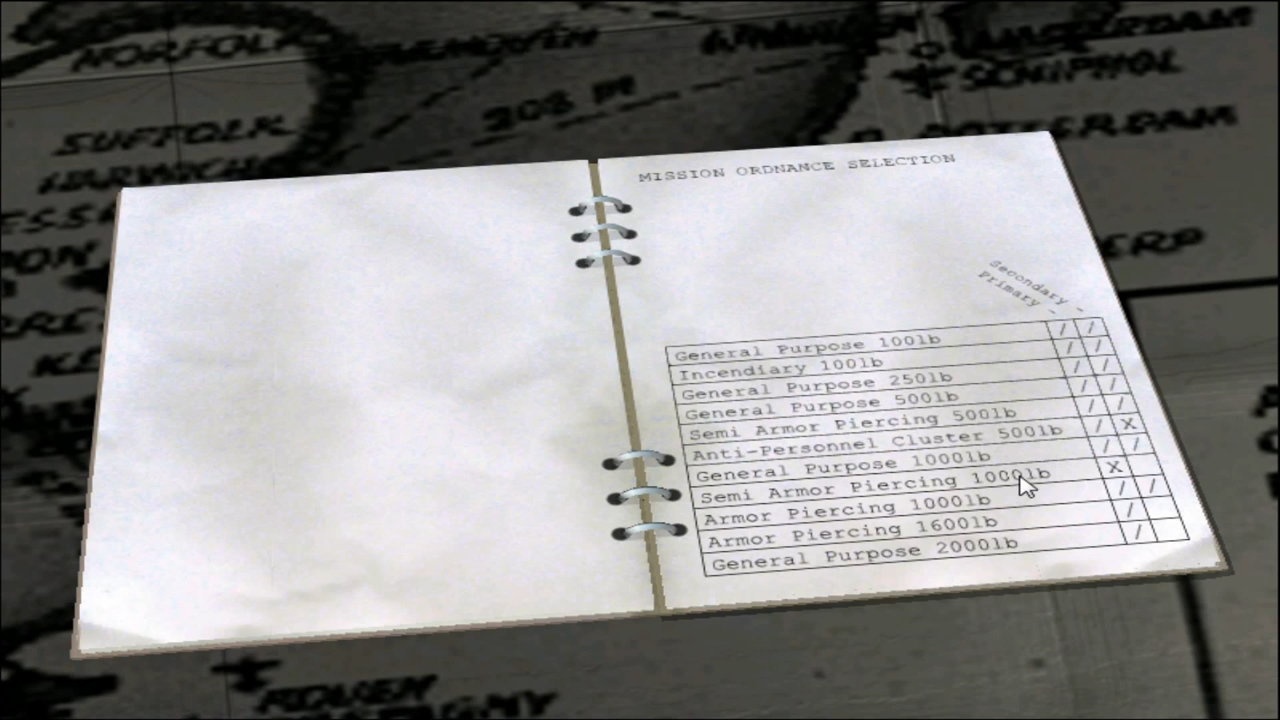 NORFOLK
SCHIPHOL
SUFFOLK
HARWICH
MISSION ORDNANCE SELECTION
Secondary -
Primary -
General Purpose 100lb / /
Incendiary 100lb / /
General Purpose 250lb / /
General Purpose 500lb / /
Semi Armor Piercing 500lb / /
Anti-Personnel Cluster 500lb / X
General Purpose 1000lb / /
Semi Armor Piercing 1000lb X
Armor Piercing 1000lb / /
Armor Piercing 1600lb /
General Purpose 2000lb /
ROUEN